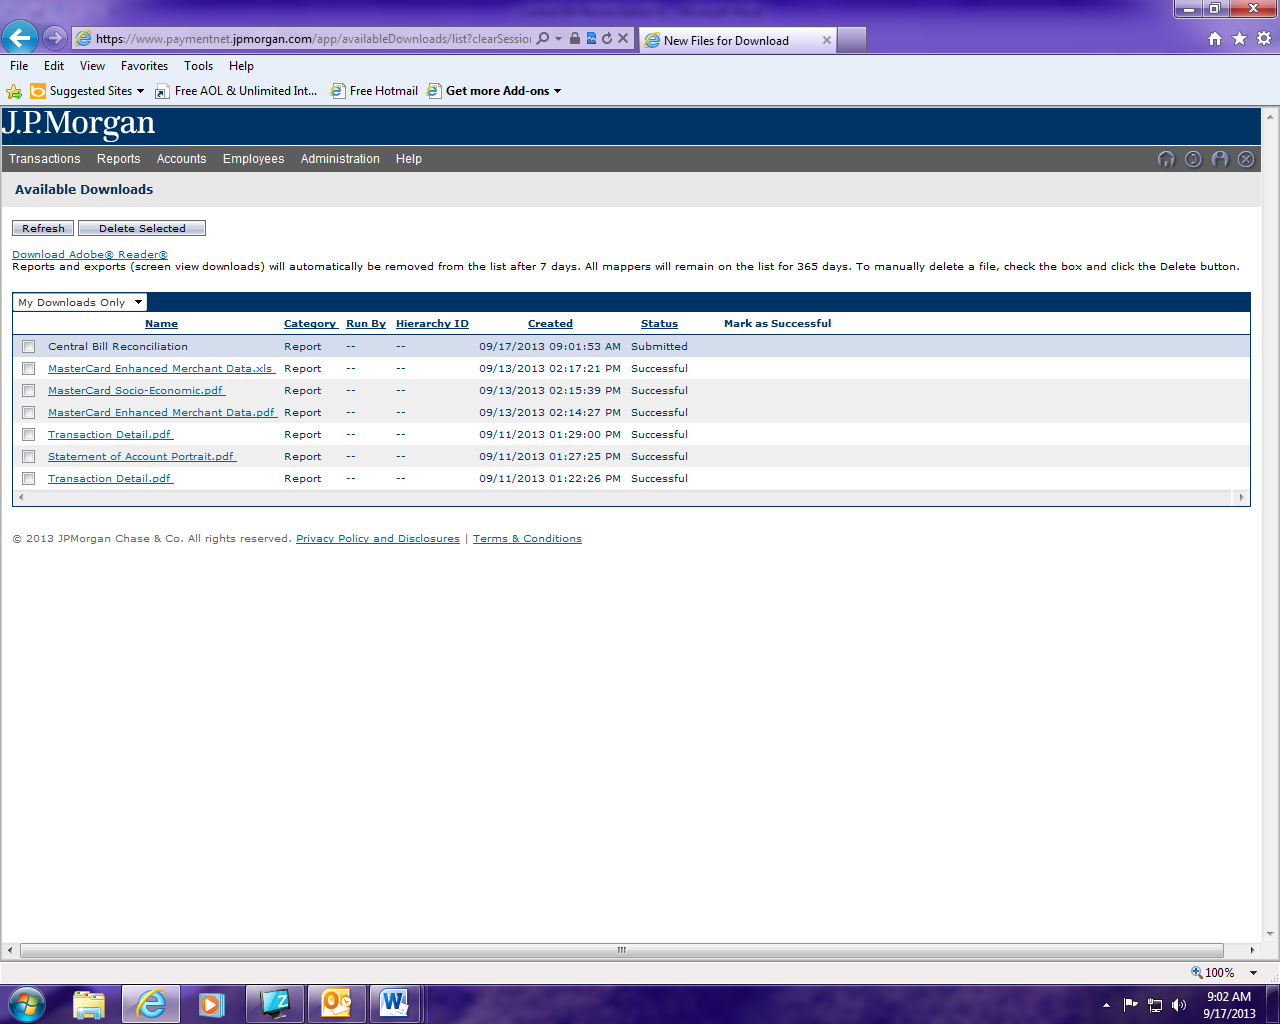 https://www.paymentnet.jpmorgan.com/app/availableDownloads/list?clearSessio
New Files for Download
File Edit View Favorites Tools Help
Suggested Sites Free AOL & Unlimited Int... Free Hotmail Get more Add-ons
J.P.Morgan
Transactions Reports Accounts Employees Administration Help
Available Downloads
Refresh Delete Selected
Download Adobe® Reader®
Reports and exports (screen view downloads) will automatically be removed from the list after 7 days. All mappers will remain on the list for 365 days. To manually delete a file, check the box and click the Delete button.
My Downloads Only
Name Category Run By Hierarchy ID Created Status Mark as Successful
Central Bill Reconciliation Report -- -- 09/17/2013 09:01:53 AM Submitted
MasterCard Enhanced Merchant Data.xls Report -- -- 09/13/2013 02:17:21 PM Successful
MasterCard Socio-Economic.pdf Report -- -- 09/13/2013 02:15:39 PM Successful
MasterCard Enhanced Merchant Data.pdf Report -- -- 09/13/2013 02:14:27 PM Successful
Transaction Detail.pdf Report -- -- 09/11/2013 01:29:00 PM Successful
Statement of Account Portrait.pdf Report -- -- 09/11/2013 01:27:25 PM Successful
Transaction Detail.pdf Report -- -- 09/11/2013 01:22:26 PM Successful
© 2013 JPMorgan Chase & Co. All rights reserved. Privacy Policy and Disclosures | Terms & Conditions
100%
9:02 AM
9/17/2013